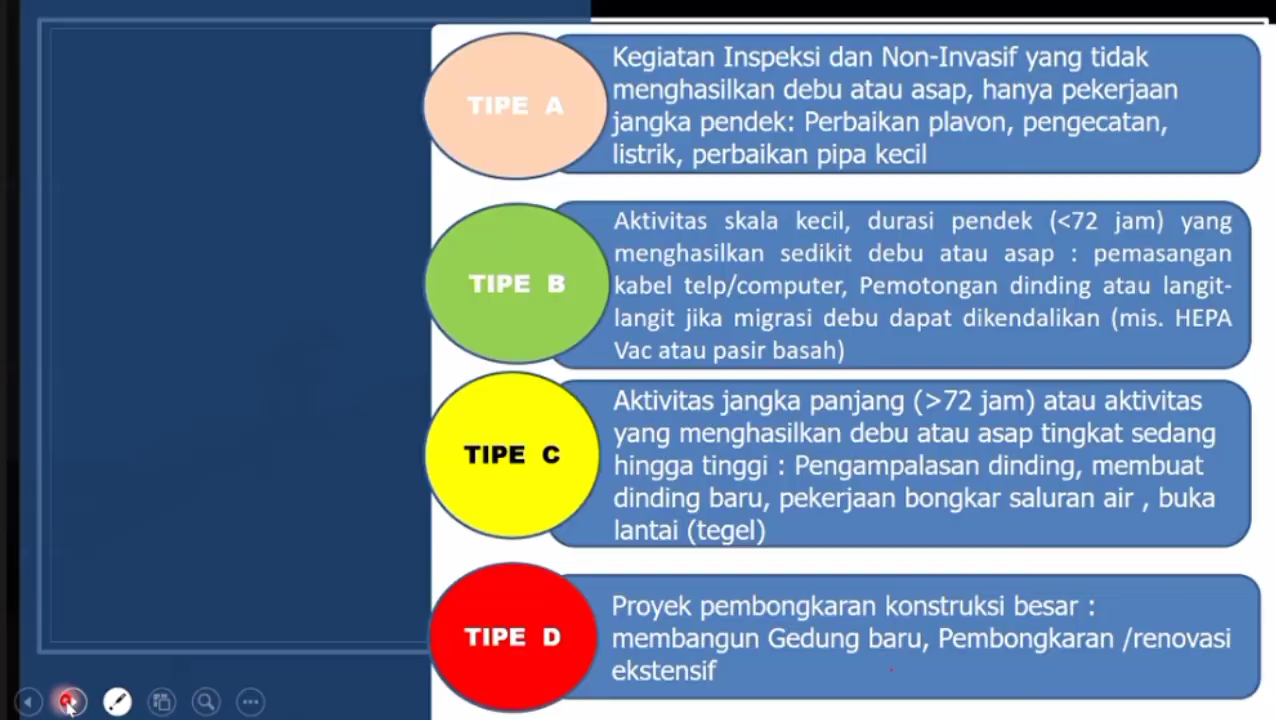 TIPE A
Kegiatan Inspeksi dan Non-Invasif yang tidak
menghasilkan debu atau asap, hanya pekerjaan
jangka pendek: Perbaikan plavon, pengecatan,
listrik, perbaikan pipa kecil
TIPE B
Aktivitas skala kecil, durasi pendek (<72 jam) yang
menghasilkan sedikit debu atau asap : pemasangan
kabel telp/computer, Pemotongan dinding atau langit-
langit jika migrasi debu dapat dikendalikan (mis. HEPA
Vac atau pasir basah)
TIPE C
Aktivitas jangka panjang (>72 jam) atau aktivitas
yang menghasilkan debu atau asap tingkat sedang
hingga tinggi : Pengampalasan dinding, membuat
dinding baru, pekerjaan bongkar saluran air , buka
lantai (tegel)
TIPE D
Proyek pembongkaran konstruksi besar :
membangun Gedung baru, Pembongkaran /renovasi
ekstensif